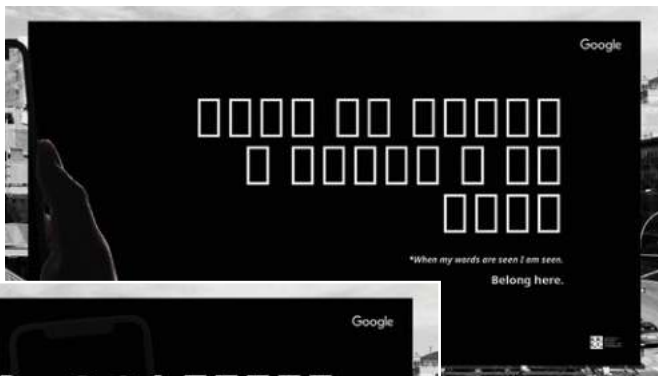 Google
▯▯▯▯ ▯▯ ▯▯▯▯▯
▯ ▯▯▯▯▯ ▯ ▯▯
▯▯▯▯
*When my words are seen I am seen.
Belong here.
Google